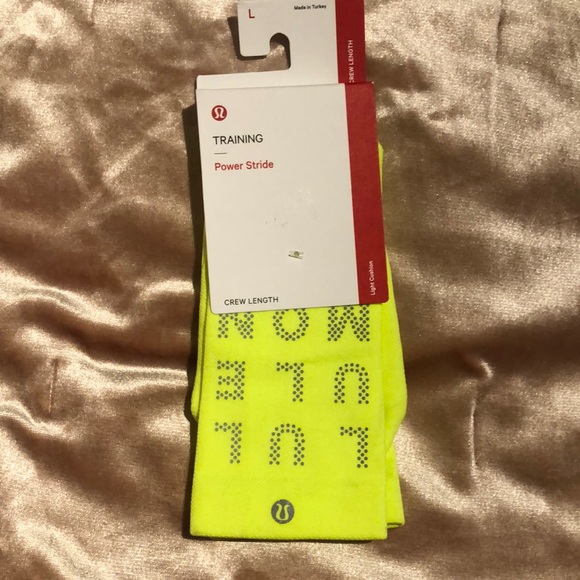 L
Made in Turkey
CREW LENGTH
TRAINING
Power Stride
Light Cushion
CREW LENGTH
LUL
ULE
MON